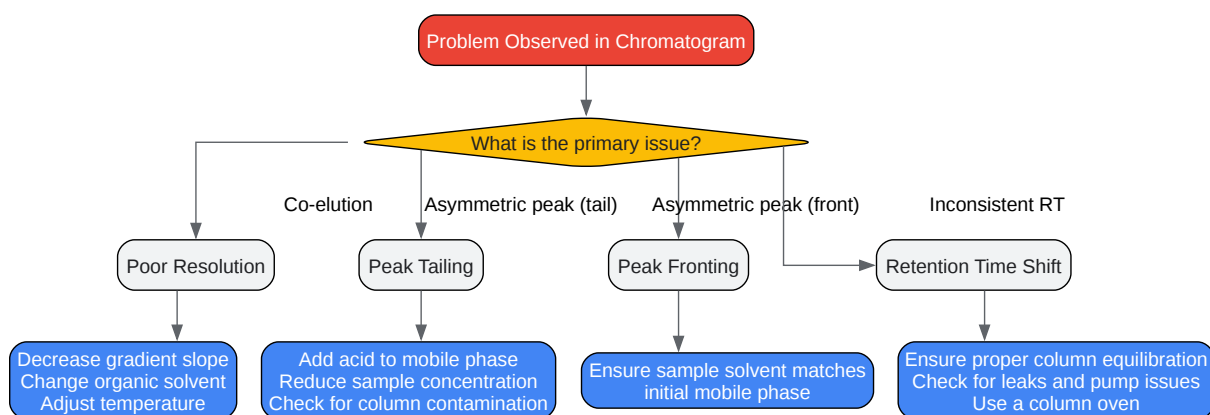 Problem Observed in Chromatogram
What is the primary issue?
Co-elution
Asymmetric peak (tail)
Asymmetric peak (front)
Inconsistent RT
Poor Resolution
Peak Tailing
Peak Fronting
Retention Time Shift
Decrease gradient slope
Change organic solvent
Adjust temperature
Add acid to mobile phase
Reduce sample concentration
Check for column contamination
Ensure sample solvent matches
initial mobile phase
Ensure proper column equilibration
Check for leaks and pump issues
Use a column oven